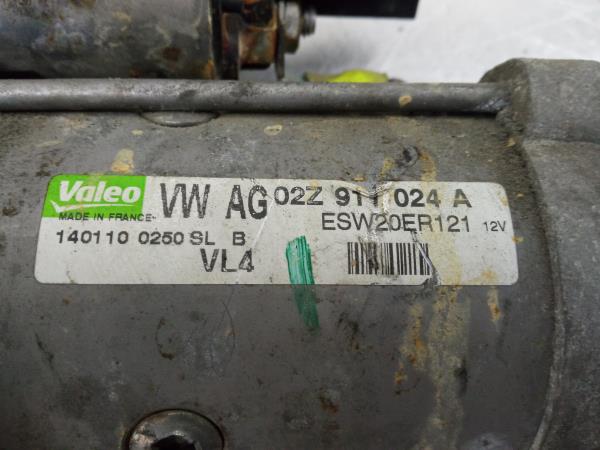 Valeo VW AG 02Z 911 024 A
MADE IN FRANCE ESW20ER121 12V
140110 0250 SL B
VL4